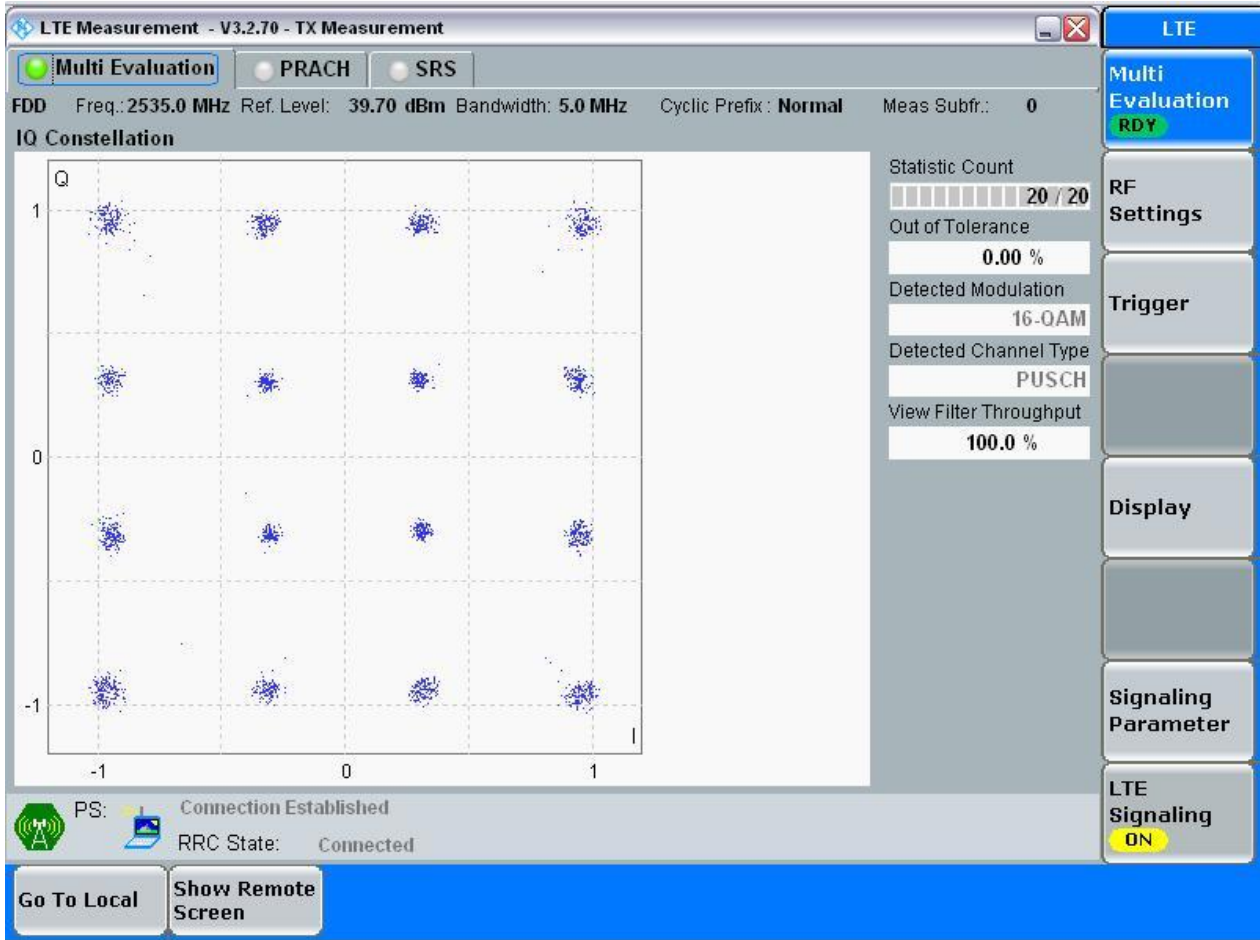 LTE Measurement - V3.2.70 - TX Measurement
LTE
Multi Evaluation PRACH SRS
FDD Freq.: 2535.0 MHz Ref. Level: 39.70 dBm Bandwidth: 5.0 MHz Cyclic Prefix : Normal Meas Subfr.: 0
IQ Constellation
Q
1
0
-1
-1 0 1
I
Statistic Count
20 / 20
Out of Tolerance
0.00 %
Detected Modulation
16-QAM
Detected Channel Type
PUSCH
View Filter Throughput
100.0 %
Multi
Evaluation
RDY
RF
Settings
Trigger
Display
Signaling
Parameter
LTE
Signaling
ON
PS: Connection Established
RRC State: Connected
Go To Local
Show Remote
Screen